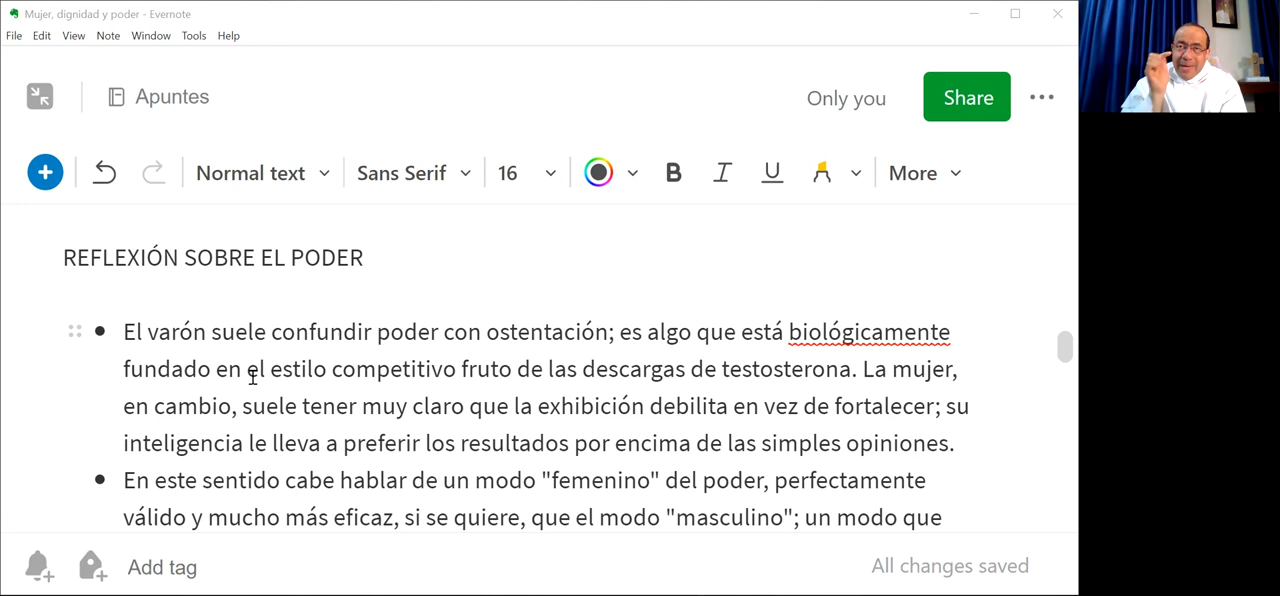 Mujer, dignidad y poder - Evernote
File Edit View Note Window Tools Help
Apuntes
Only you
Share
Normal text
Sans Serif
16
B I U
More
REFLEXIÓN SOBRE EL PODER
El varón suele confundir poder con ostentación; es algo que está biológicamente
fundado en el estilo competitivo fruto de las descargas de testosterona. La mujer,
en cambio, suele tener muy claro que la exhibición debilita en vez de fortalecer; su
inteligencia le lleva a preferir los resultados por encima de las simples opiniones.
En este sentido cabe hablar de un modo "femenino" del poder, perfectamente
válido y mucho más eficaz, si se quiere, que el modo "masculino"; un modo que
Add tag
All changes saved